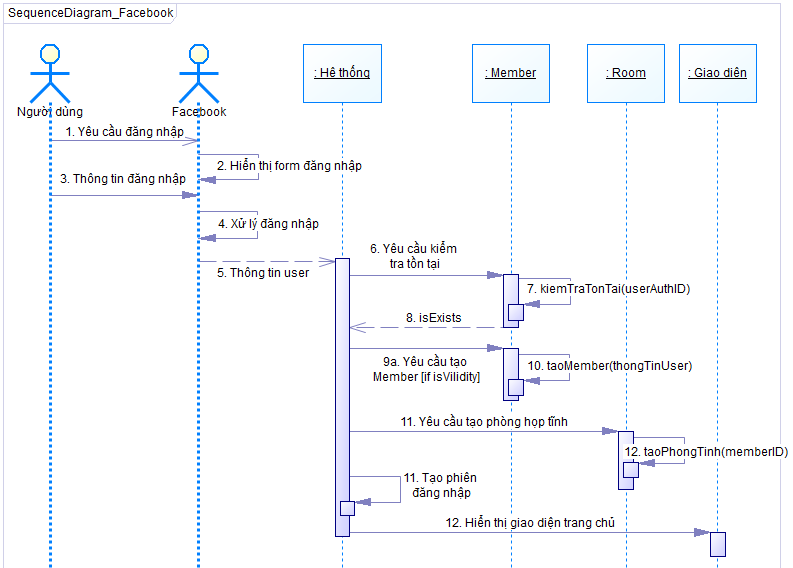 SequenceDiagram_Facebook
: Hê thống
: Member
: Room
: Giao diên
Người dùng
Facebook
1. Yêu cầu đăng nhập
2. Hiển thị form đăng nhập
3. Thông tin đăng nhập
4. Xử lý đăng nhập
5. Thông tin user
6. Yêu cầu kiểm
tra tồn tại
7. kiemTraTonTai(userAuthID)
8. isExists
9a. Yêu cầu tạo
Member [if isVilidity]
10. taoMember(thongTinUser)
11. Yêu cầu tạo phòng họp tĩnh
12. taoPhongTinh(memberID)
11. Tạo phiên
đăng nhập
12. Hiển thị giao diện trang chủ